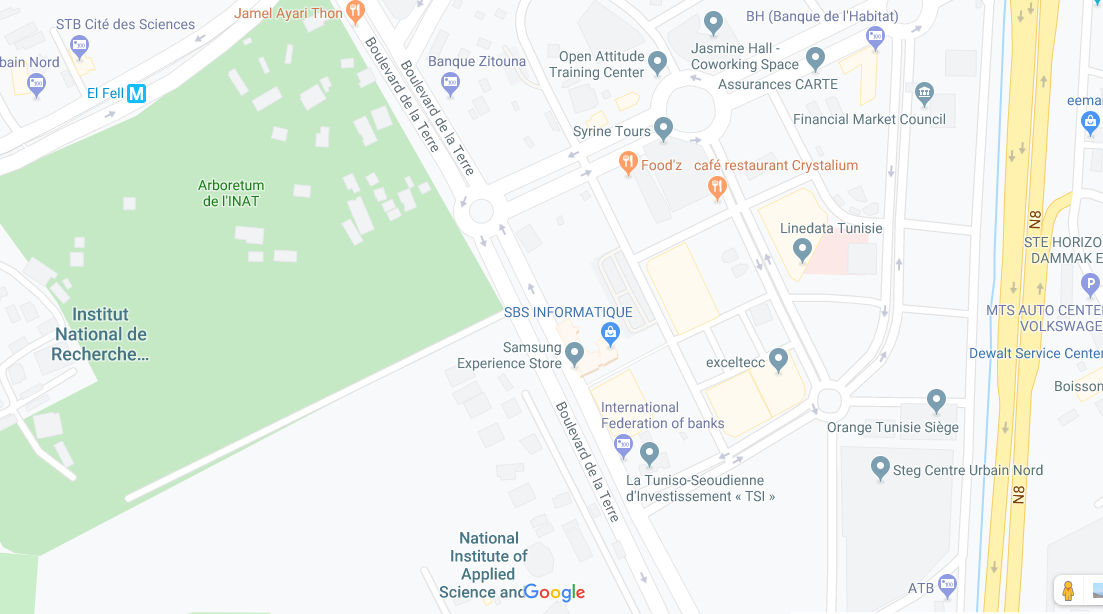 Jamel Ayari Thon
STB Cité des Sciences
BH (Banque de l'Habitat)
bain Nord
Banque Zitouna
Open Attitude
Training Center
Jasmine Hall -
Coworking Space
Assurances CARTE
El Fell
M
Boulevard de la Terre
Boulevard de la Terre
Syrine Tours
Financial Market Council
eemar
Food'z
café restaurant Crystalium
Arboretum
de l'INAT
N8
Linedata Tunisie
STE HORIZO
DAMMAK E
P
Institut
National de
Recherche...
SBS INFORMATIQUE
MTS AUTO CENTE
VOLKSWAGE
Samsung
Experience Store
exceltecc
Dewalt Service Center
Boisson
International
Federation of banks
Boulevard de la Terre
Orange Tunisie Siège
Steg Centre Urbain Nord
La Tuniso-Seoudienne
d'Investissement « TSI »
N8
National
Institute of
Applied
Science and
Google
ATB